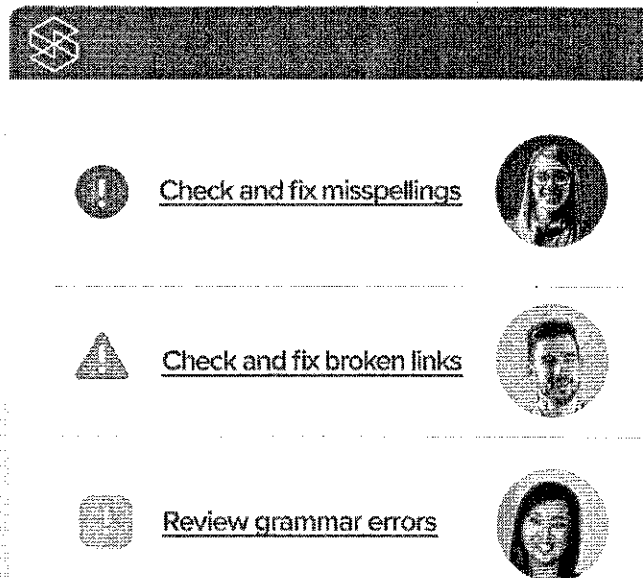 Check and fix misspellings
Check and fix broken links
Review grammar errors